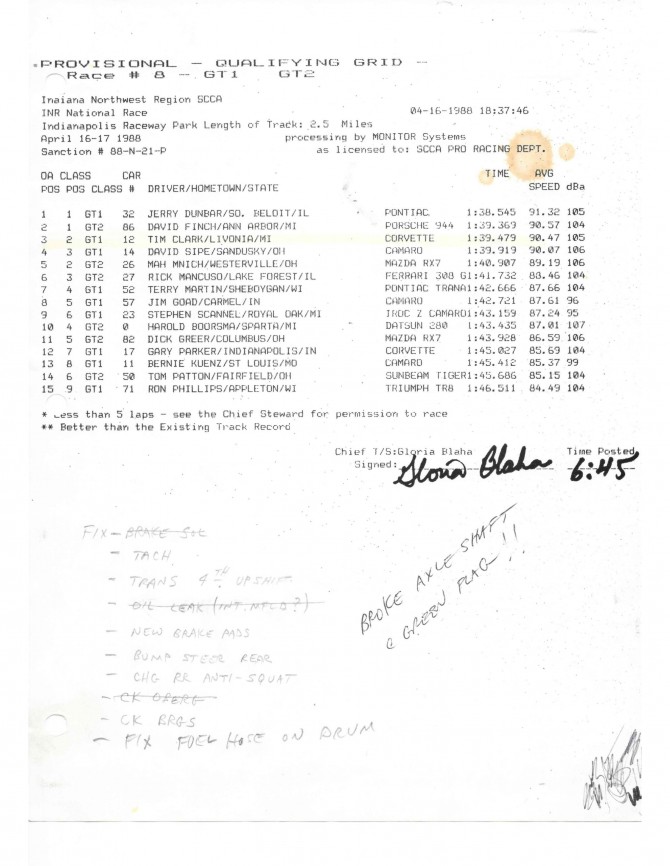 PROVISIONAL - QUALIFYING GRID --
Race # 8 -- GT1 GT2
Indiana Northwest Region SCCA
INR National Race 04-16-1988 18:37:46
Indianapolis Raceway Park Length of Track: 2.5 Miles
April 16-17 1988 processing by MONITOR Systems
Sanction # 88-N-21-P as licensed to: SCCA PRO RACING DEPT.
OA CLASS CAR TIME AVG
POS POS CLASS # DRIVER/HOMETOWN/STATE SPEED dBa
1 1 GT1 32 JERRY DUNBAR/SO. BELOIT/IL PONTIAC 1:38.545 91.32 105
2 1 GT2 86 DAVID FINCH/ANN ARBOR/MI PORSCHE 944 1:39.369 90.57 104
3 2 GT1 12 TIM CLARK/LIVONIA/MI CORVETTE 1:39.479 90.47 105
4 3 GT1 14 DAVID SIPE/SANDUSKY/OH CAMARO 1:39.919 90.07 106
5 2 GT2 26 MAH MNICH/WESTERVILLE/OH MAZDA RX7 1:40.907 89.19 106
6 3 GT2 27 RICK MANCUSO/LAKE FOREST/IL FERRARI 308 G1:41.732 88.46 104
7 4 GT1 52 TERRY MARTIN/SHEBOYGAN/WI PONTIAC TRANA1:42.666 87.66 104
8 5 GT1 57 JIM GOAD/CARMEL/IN CAMARO 1:42.721 87.61 96
9 6 GT1 23 STEPHEN SCANNEL/ROYAL OAK/MI IROC Z CAMARO1:43.159 87.24 95
10 4 GT2 0 HAROLD BOORSMA/SPARTA/MI DATSUN 280 1:43.435 87.01 107
11 5 GT2 82 DICK GREER/COLUMBUS/OH MAZDA RX7 1:43.928 86.59 106
12 7 GT1 17 GARY PARKER/INDIANAPOLIS/IN CORVETTE 1:45.027 85.69 104
13 8 GT1 11 BERNIE KUENZ/ST LOUIS/MO CAMARO 1:45.412 85.37 99
14 6 GT2 50 TOM PATTON/FAIRFIELD/OH SUNBEAM TIGER1:45.686 85.15 104
15 9 GT1 71 RON PHILLIPS/APPLETON/WI TRIUMPH TR8 1:46.511 84.49 104
* Less than 5 laps - see the Chief Steward for permission to race
** Better than the Existing Track Record
Chief T/S:Gloria Blaha Time Posted
Signed: Gloria Blaha 6:45
FIX - BRAKE SOL
- TACH
- TRANS 4TH UPSHIFT
- OIL LEAK (INT. MFLD?)
- NEW BRAKE PADS
- BUMP STEER REAR
- CHG RR ANTI-SQUAT
- CK
- CK BRGS
- FIX FUEL HOSE ON DRUM
BROKE AXLE SHAFT
@ GREEN FLAG!!